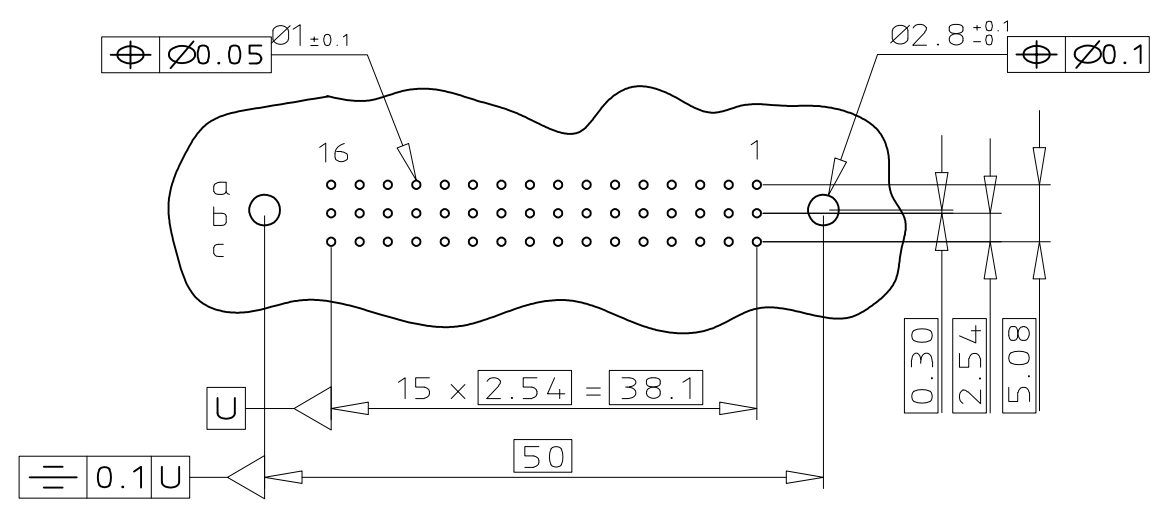 ⌖ Ø0.05 Ø1±0.1
Ø2.8 +0.1 -0 ⌖ Ø0.1
16 1
a
b
c
0.30
2.54
5.08
U 15 x 2.54 = 38.1
⌯ 0.1 U 50